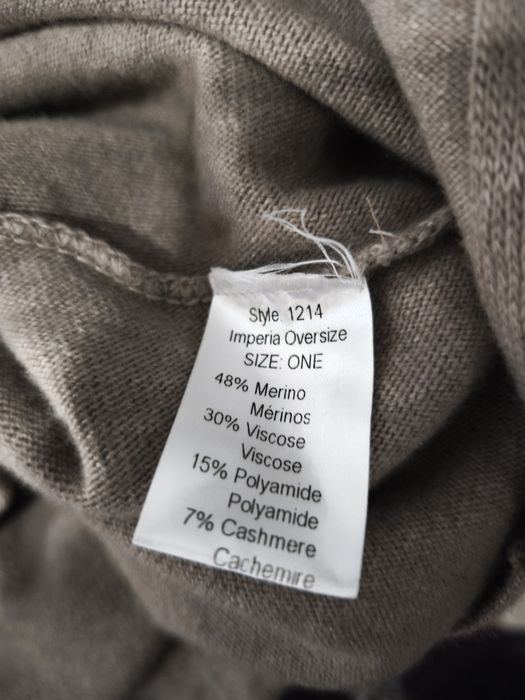 Style. 1214
Imperia Oversize
SIZE: ONE
48% Merino
Mérinos
30% Viscose
Viscose
15% Polyamide
Polyamide
7% Cashmere
Cachemire